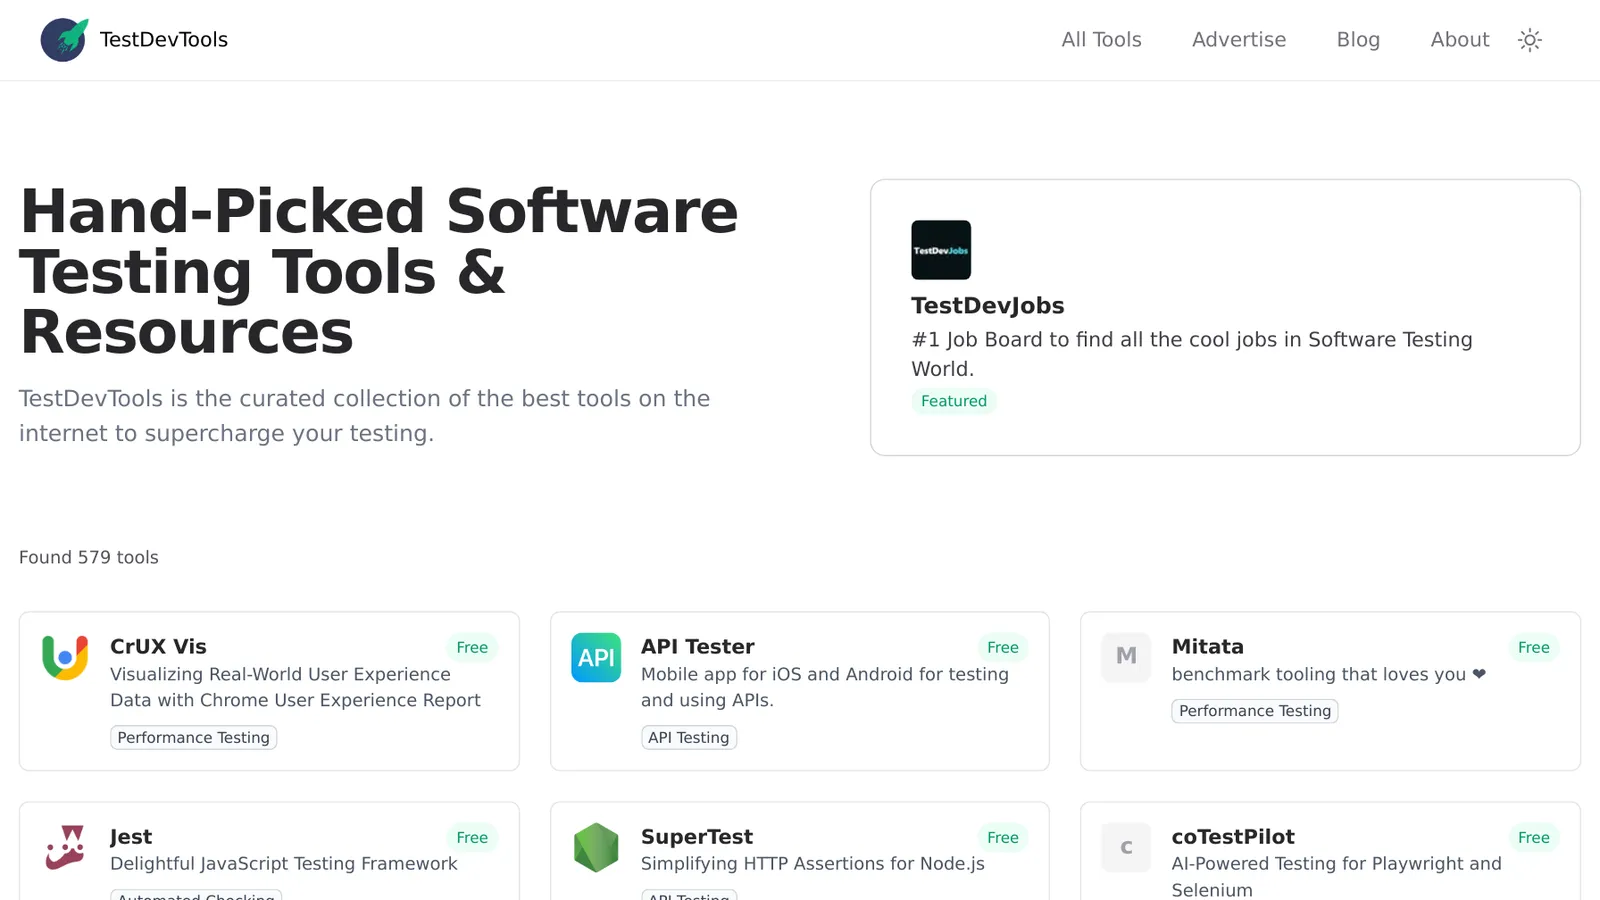 TestDevTools
All Tools
Advertise
Blog
About
Hand-Picked Software
Testing Tools &
Resources
TestDevTools is the curated collection of the best tools on the
internet to supercharge your testing.
TestDevJobs
TestDevJobs
#1 Job Board to find all the cool jobs in Software Testing
World.
Featured
Found 579 tools
CrUX Vis
Free
Visualizing Real-World User Experience
Data with Chrome User Experience Report
Performance Testing
API
API Tester
Free
Mobile app for iOS and Android for testing
and using APIs.
API Testing
M
Mitata
Free
benchmark tooling that loves you ❤
Performance Testing
Jest
Free
Delightful JavaScript Testing Framework
Automated Checking
SuperTest
Free
Simplifying HTTP Assertions for Node.js
API Testing
c
coTestPilot
Free
AI-Powered Testing for Playwright and
Selenium